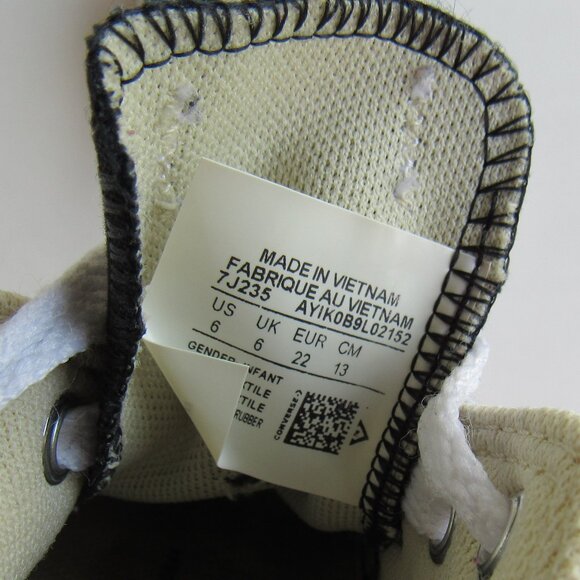 MADE IN VIETNAM
FABRIQUE AU VIETNAM
7J235 AYIK0B9L02152
US UK EUR CM
6 6 22 13
GENDER: INFANT
TILE
TILE
RUBBER
CONVERSE